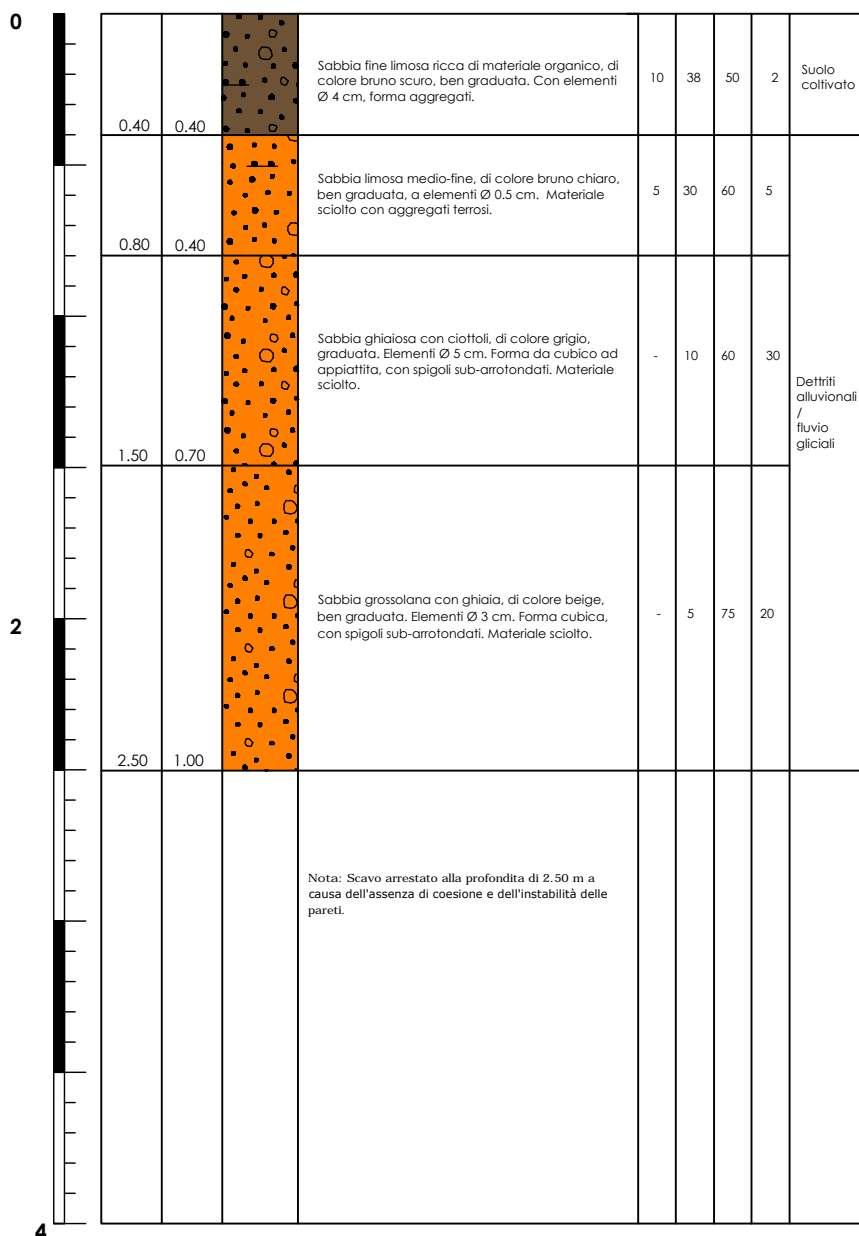 0
Sabbia fine limosa ricca di materiale organico, di
colore bruno scuro, ben graduata. Con elementi
Ø 4 cm, forma aggregati.
10 38 50 2
Suolo
coltivato
0.40 0.40
Sabbia limosa medio-fine, di colore bruno chiaro,
ben graduata, a elementi Ø 0.5 cm. Materiale
sciolto con aggregati terrosi.
5 30 60 5
0.80 0.40
Sabbia ghiaiosa con ciottoli, di colore grigio,
graduata. Elementi Ø 5 cm. Forma da cubico ad
appiattita, con spigoli sub-arrotondati. Materiale
sciolto.
- 10 60 30
Dettriti
alluvionali
/
fluvio
gliciali
1.50 0.70
2
Sabbia grossolana con ghiaia, di colore beige,
ben graduata. Elementi Ø 3 cm. Forma cubica,
con spigoli sub-arrotondati. Materiale sciolto.
- 5 75 20
2.50 1.00
Nota: Scavo arrestato alla profondita di 2.50 m a
causa dell'assenza di coesione e dell'instabilità delle
pareti.
4